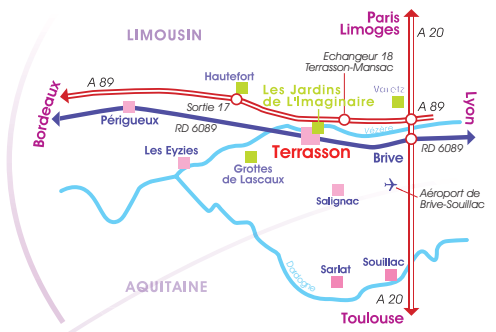 Paris
Limoges
A 20
LIMOUSIN
Echangeur 18
Terrasson-Mansac
Hautefort
A 89
Les Jardins
de L'Imaginaire
Bordeaux
Sortie 17
A 89
Lyon
Périgueux
RD 6089
Vézère
RD 6089
Les Eyzies
Terrasson
Brive
Grottes
de Lascaux
Salignac
Aéroport de
Brive-Souillac
Dordogne
Sarlat
Souillac
AQUITAINE
A 20
Toulouse